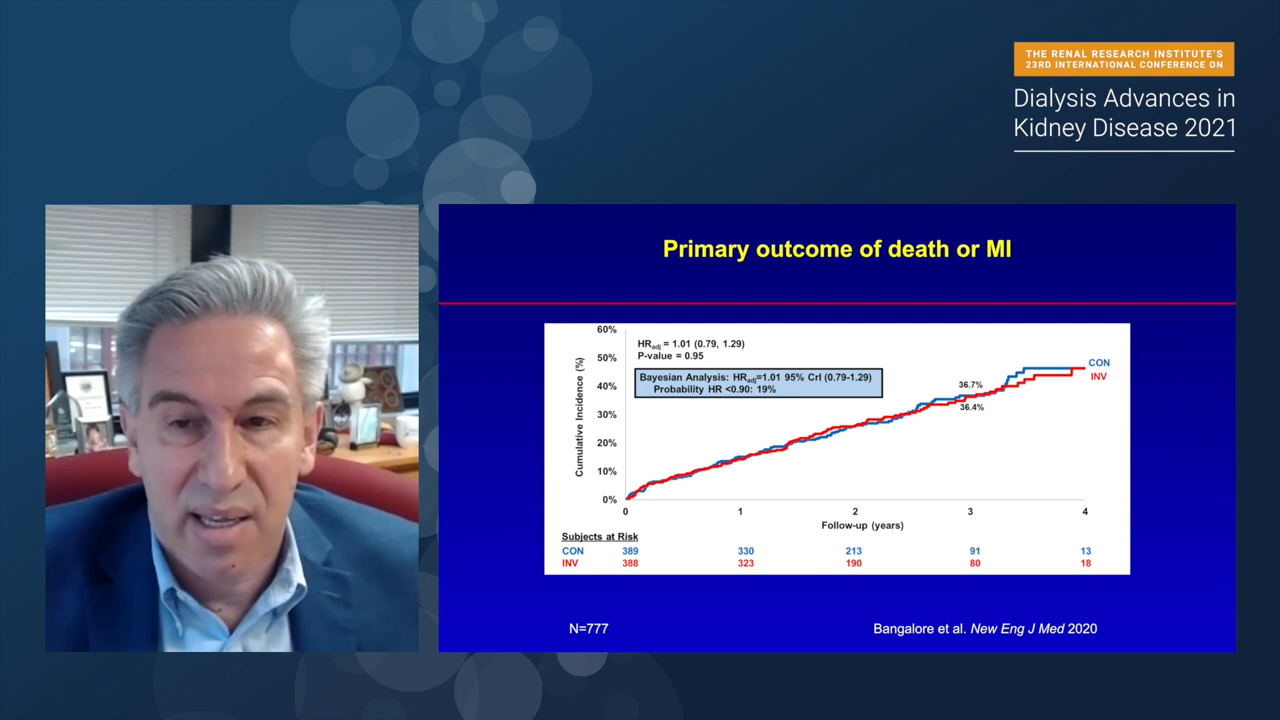 THE RENAL RESEARCH INSTITUTE'S
23RD INTERNATIONAL CONFERENCE ON
Dialysis Advances in
Kidney Disease 2021
Primary outcome of death or MI
60%
50%
40%
30%
20%
10%
0%
Cumulative Incidence (%)
HRadj = 1.01 (0.79, 1.29)
P-value = 0.95
Bayesian Analysis: HRadj=1.01 95% CrI (0.79-1.29)
Probability HR <0.90: 19%
CON
INV
36.7%
36.4%
0 1 2 3 4
Follow-up (years)
Subjects at Risk
CON 389 330 213 91 13
INV 388 323 190 80 18
N=777
Bangalore et al. New Eng J Med 2020